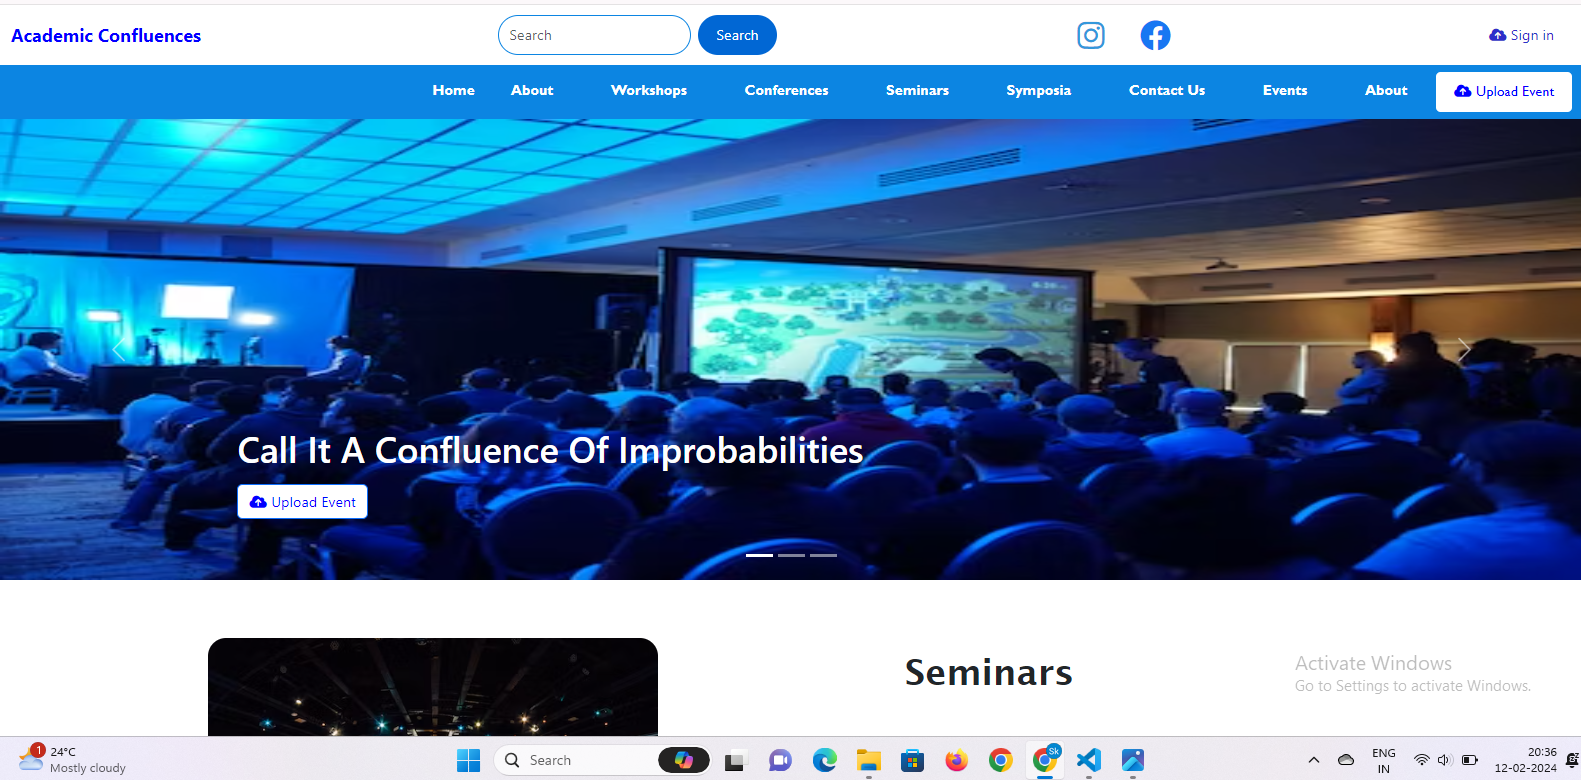 Academic Confluences
Search
Search
Sign in
Home About Workshops Conferences Seminars Symposia Contact Us Events About Upload Event
Call It A Confluence Of Improbabilities
Upload Event
Seminars
Activate Windows
Go to Settings to activate Windows.
1
24°C
Mostly cloudy
Search
Sk
ENG
IN
20:36
12-02-2024